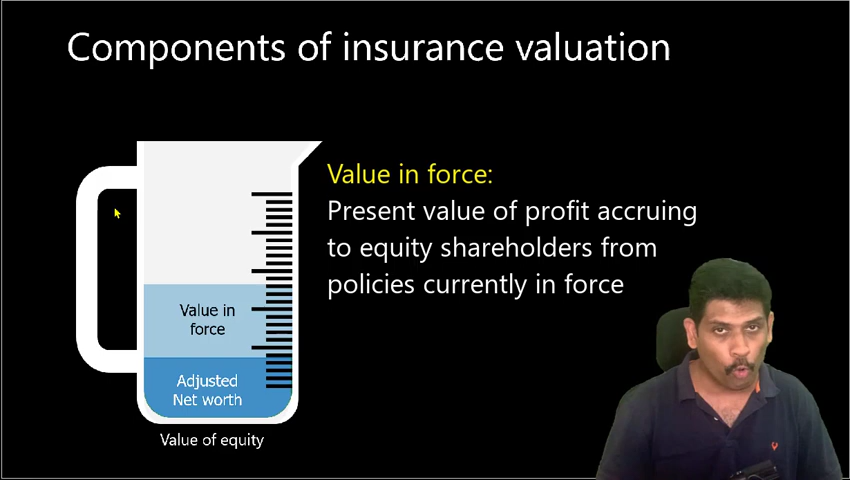 Components of insurance valuation
Value in force:
Present value of profit accruing
to equity shareholders from
policies currently in force
Value in
force
Adjusted
Net worth
Value of equity